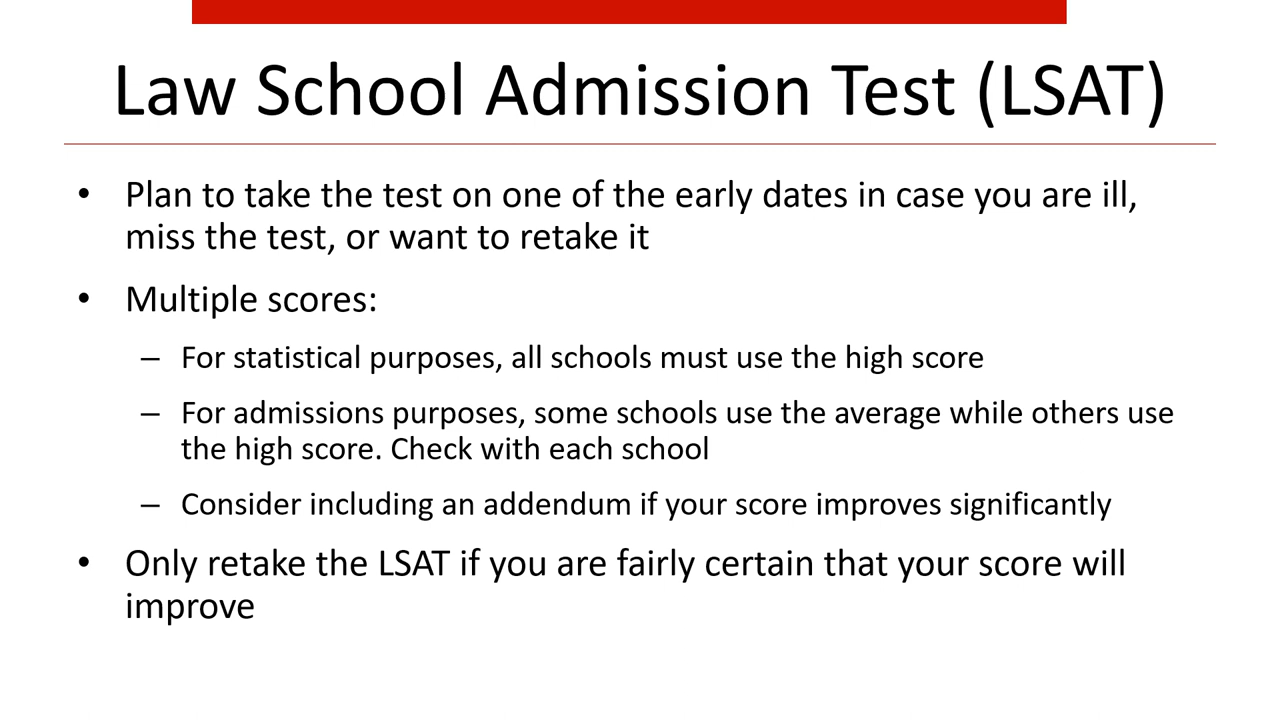 Law School Admission Test (LSAT)
• Plan to take the test on one of the early dates in case you are ill,
miss the test, or want to retake it
• Multiple scores:
– For statistical purposes, all schools must use the high score
– For admissions purposes, some schools use the average while others use
the high score. Check with each school
– Consider including an addendum if your score improves significantly
• Only retake the LSAT if you are fairly certain that your score will
improve